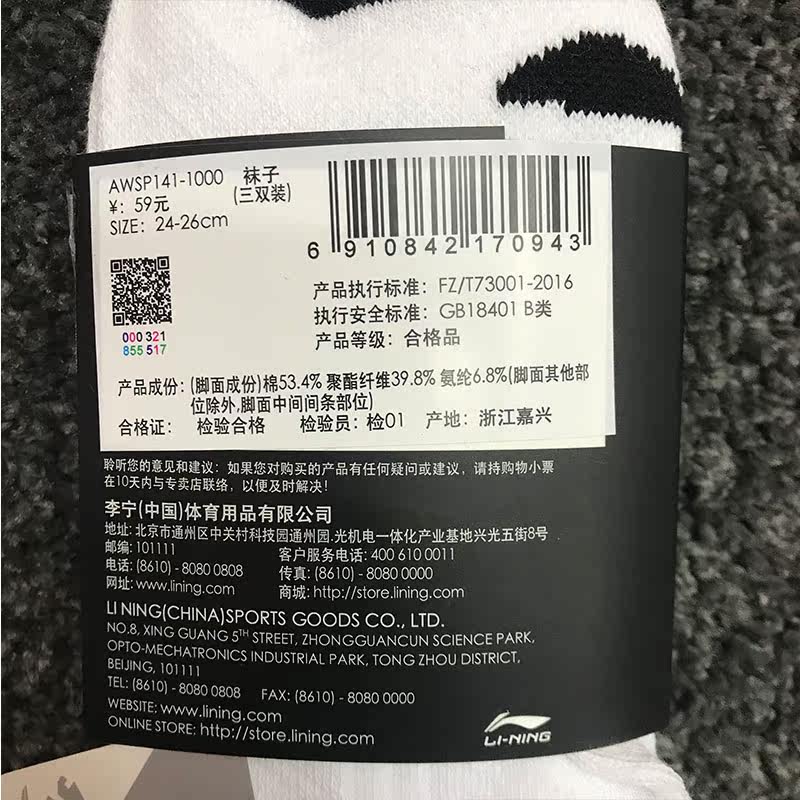 AWSP141-1000 袜子
¥: 59元 (三双装)
SIZE: 24-26cm
6 910842 170943
000 321
855 517
产品执行标准: FZ/T73001-2016
执行安全标准: GB18401 B类
产品等级: 合格品
产品成份: (脚面成份)棉53.4% 聚酯纤维39.8% 氨纶6.8%(脚面其他部
位除外,脚面中间间条部位)
合格证: 检验合格 检验员: 检01 产地: 浙江嘉兴
聆听您的意见和建议: 如果您对购买的产品有任何疑问或建议, 请持购物小票
在10天内与专卖店联络, 以便及时解决!
李宁(中国)体育用品有限公司
地址: 北京市通州区中关村科技园通州园.光机电一体化产业基地兴光五街8号
邮编: 101111 客户服务电话: 400 610 0011
电话: (8610) - 8080 0808 传真: (8610) - 8080 0000
网址: www.lining.com 商城: http://store.lining.com
LI NING(CHINA)SPORTS GOODS CO., LTD.
NO.8, XING GUANG 5TH STREET, ZHONGGUANCUN SCIENCE PARK,
OPTO-MECHATRONICS INDUSTRIAL PARK, TONG ZHOU DISTRICT,
BEIJING, 101111
TEL: (8610) - 8080 0808 FAX: (8610) - 8080 0000
WEBSITE: www.lining.com
ONLINE STORE: http://store.lining.com
LI-NING